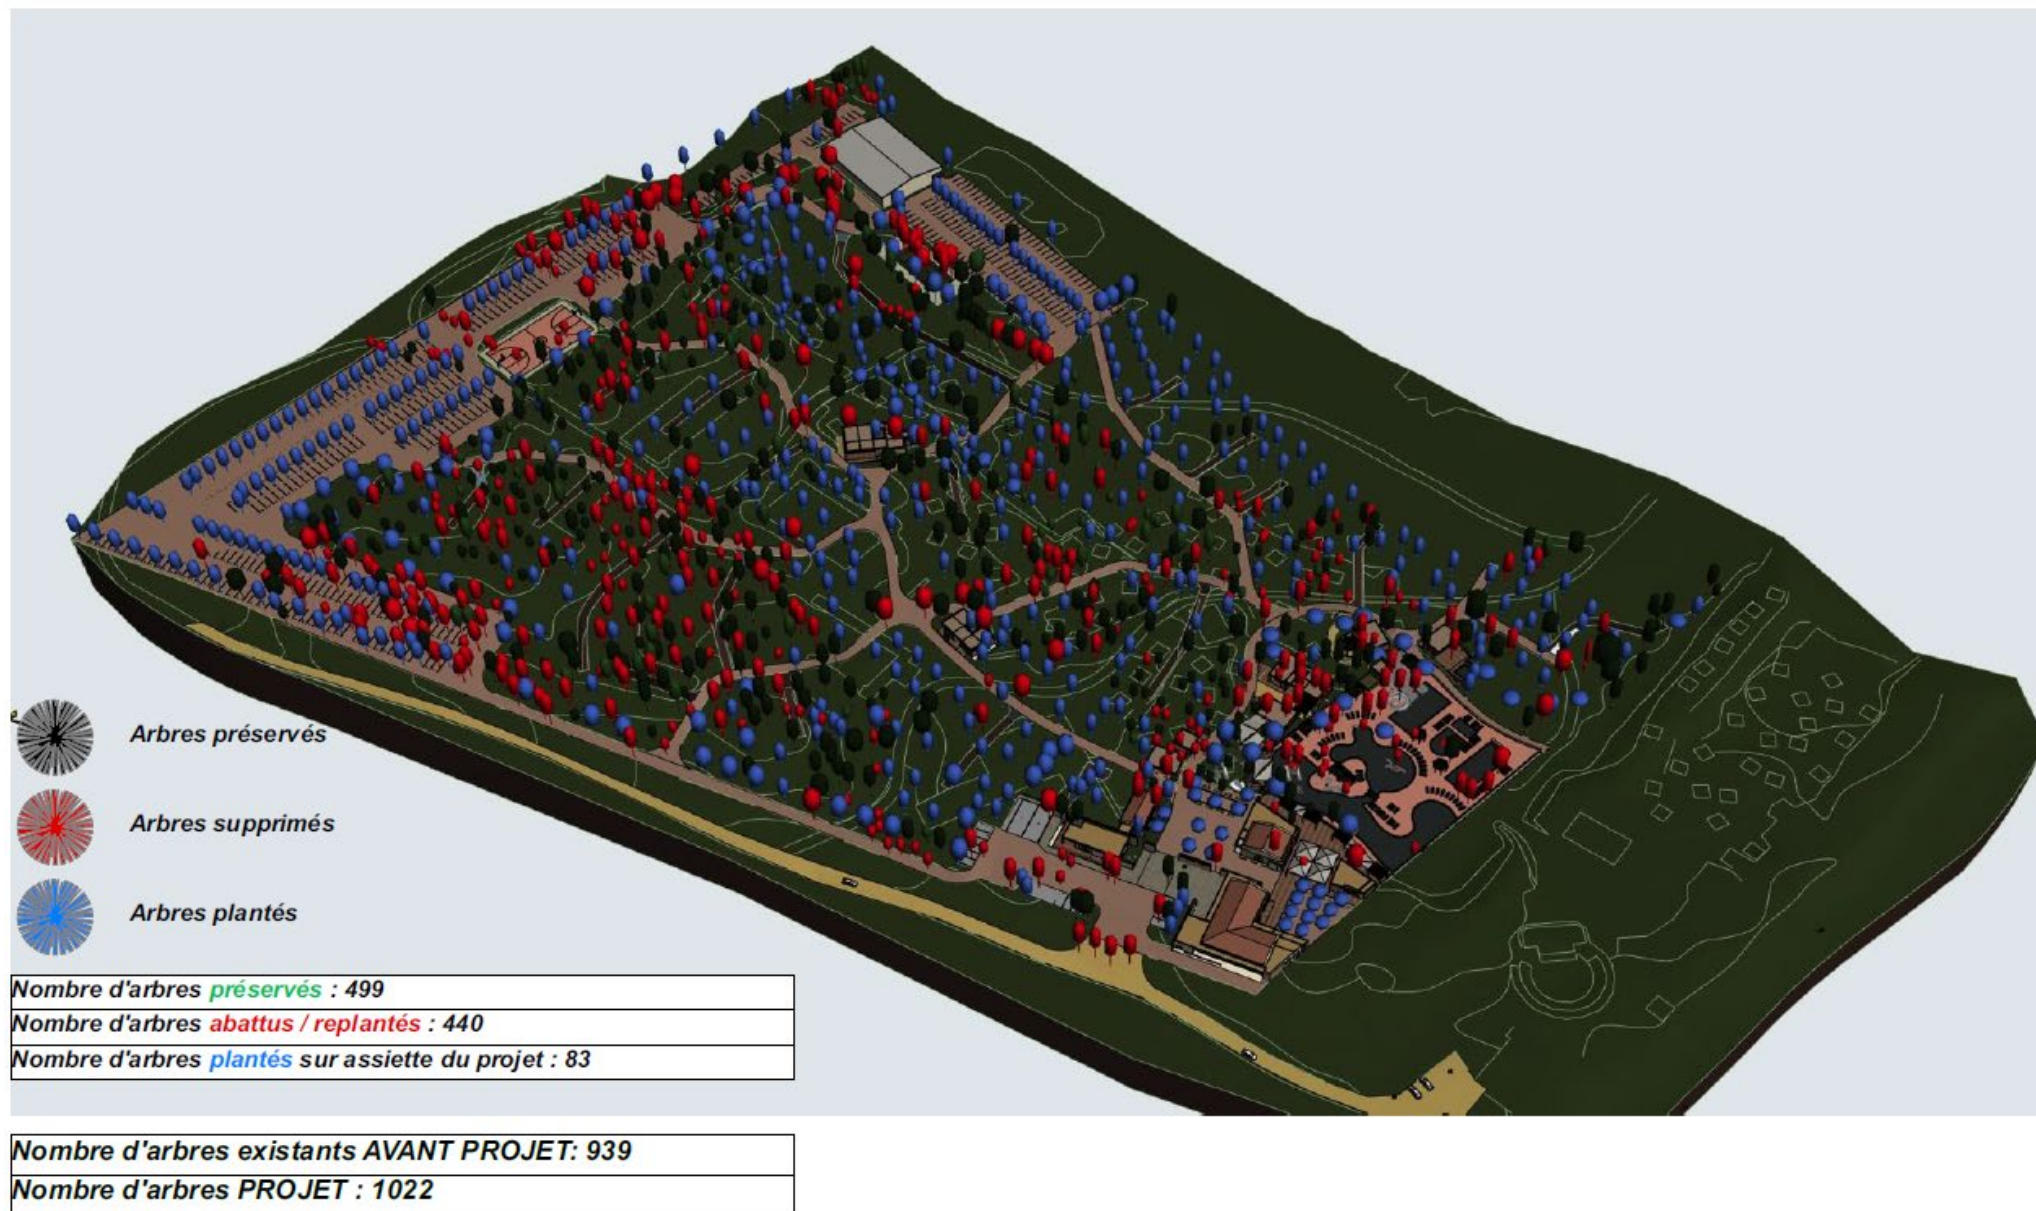 Arbres préservés
Arbres supprimés
Arbres plantés
Nombre d'arbres préservés : 499
Nombre d'arbres abattus / replantés : 440
Nombre d'arbres plantés sur assiette du projet : 83
Nombre d'arbres existants AVANT PROJET: 939
Nombre d'arbres PROJET : 1022